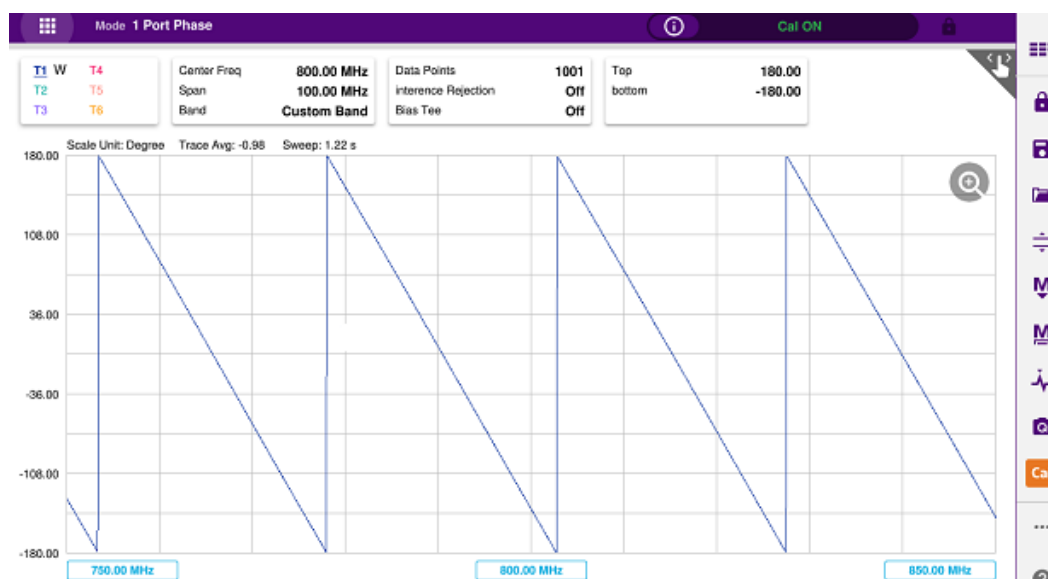 Mode 1 Port Phase
Cal ON
T1 W T4
T2 T5
T3 T6
Center Freq 800.00 MHz
Span 100.00 MHz
Band Custom Band
Data Points 1001
interence Rejection Off
Bias Tee Off
Top 180.00
bottom -180.00
Scale Unit: Degree Trace Avg: -0.98 Sweep: 1.22 s
180.00
108.00
36.00
-36.00
-108.00
-180.00
750.00 MHz
800.00 MHz
850.00 MHz
M
M
Ca